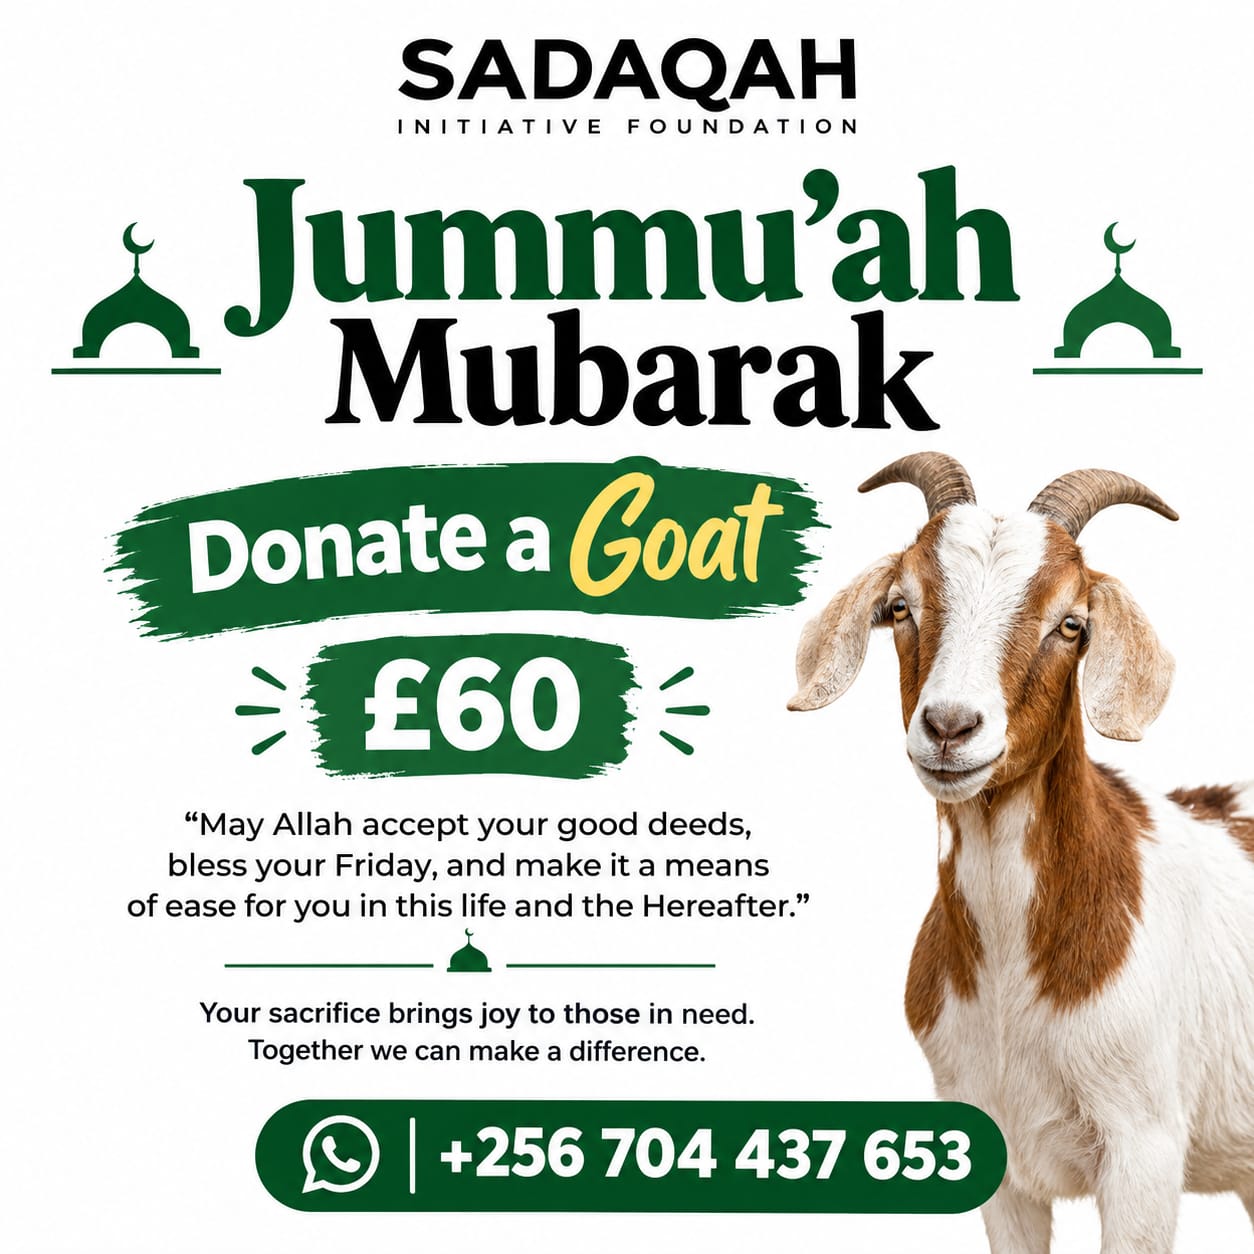 SADAQAH
INITIATIVE FOUNDATION
Jummu’ah
Mubarak
Donate a Goat
£60
“May Allah accept your good deeds,
bless your Friday, and make it a means
of ease for you in this life and the Hereafter.”
Your sacrifice brings joy to those in need.
Together we can make a difference.
+256 704 437 653